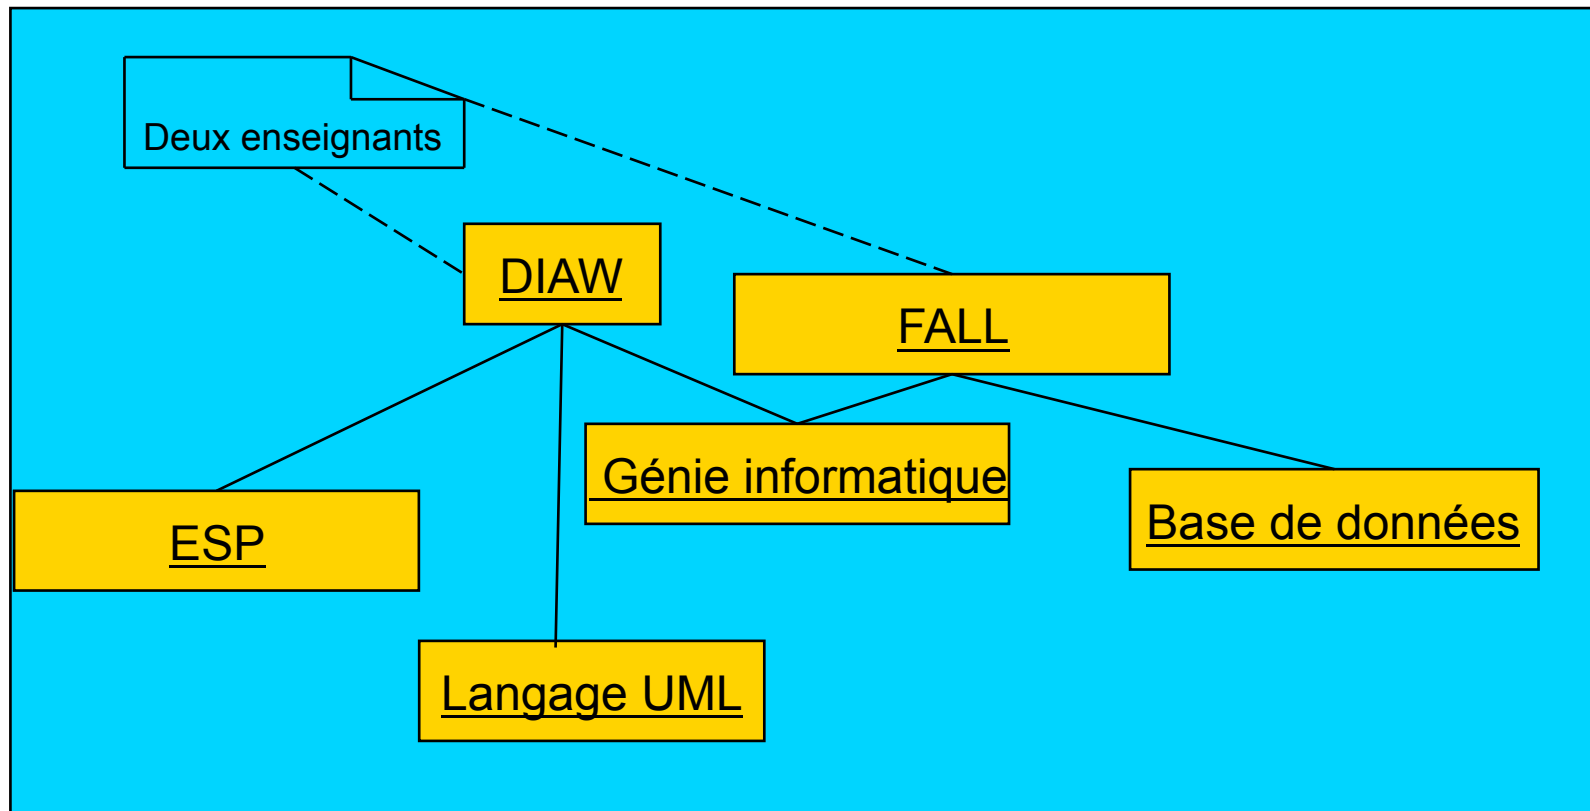 Deux enseignants
DIAW
FALL
Génie informatique
ESP
Base de données
Langage UML